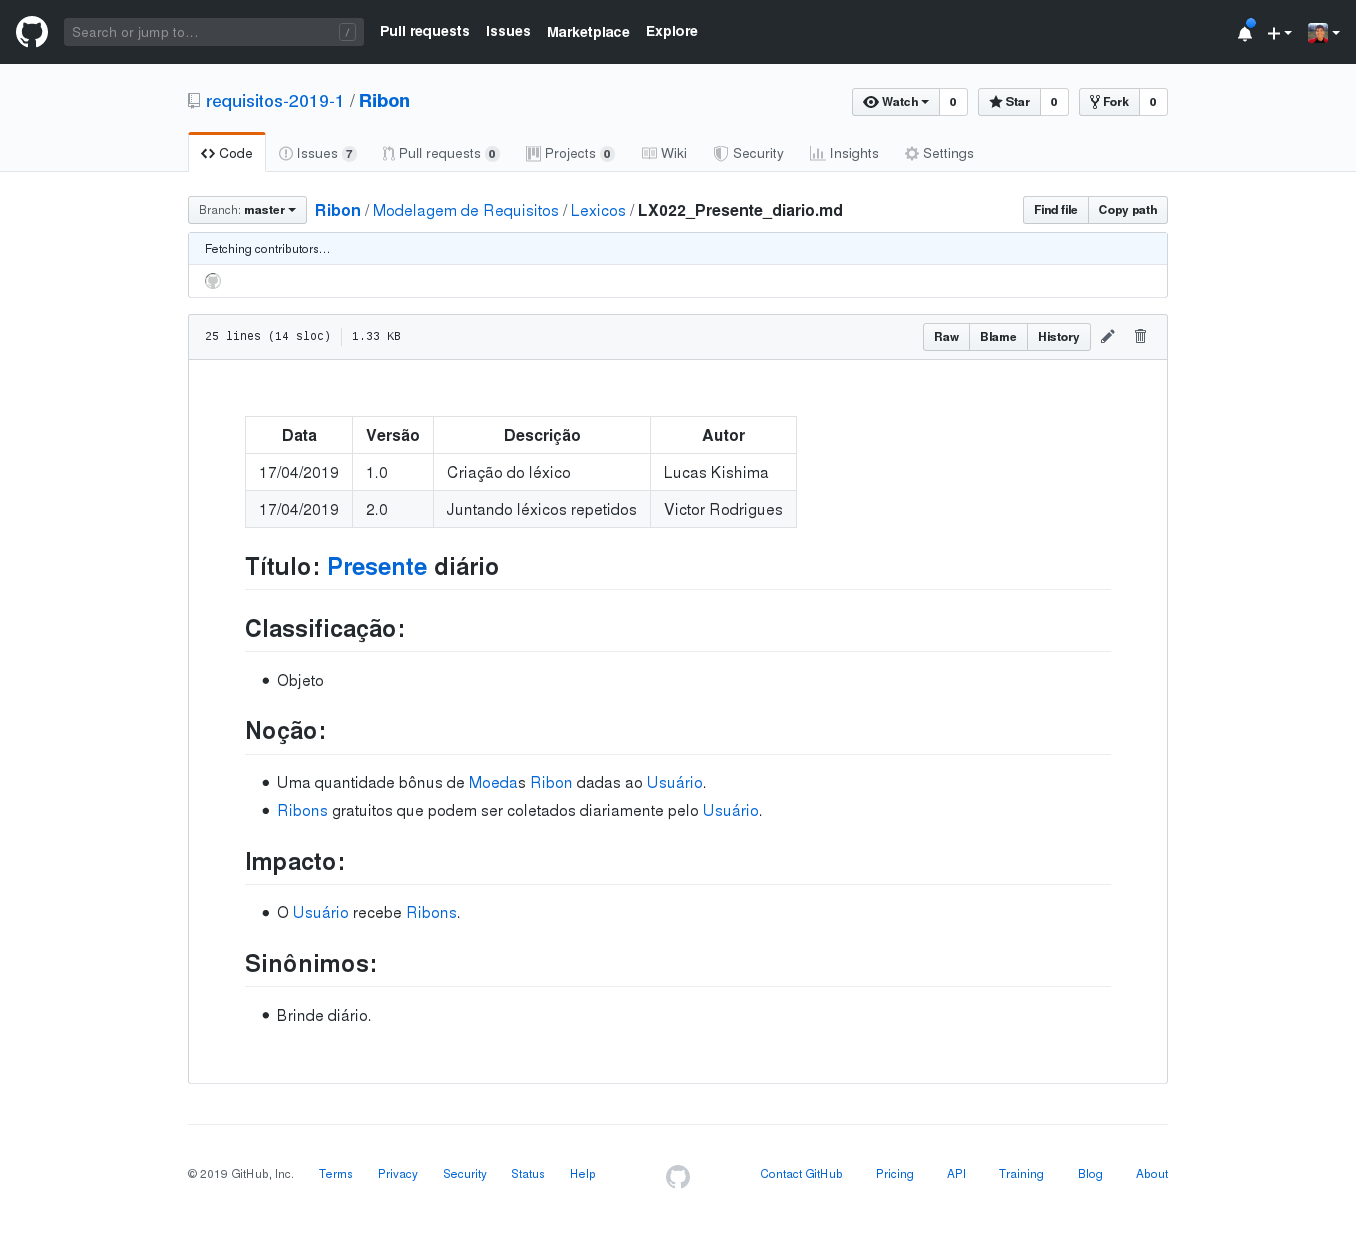 Search or jump to… /
Pull requests Issues Marketplace Explore
requisitos-2019-1 / Ribon
Watch 0 Star 0 Fork 0
Code Issues 7 Pull requests 0 Projects 0 Wiki Security Insights Settings
Branch: master Ribon / Modelagem de Requisitos / Lexicos / LX022_Presente_diario.md Find file Copy path
Fetching contributors…
25 lines (14 sloc) 1.33 KB Raw Blame History
Data Versão Descrição Autor
17/04/2019 1.0 Criação do léxico Lucas Kishima
17/04/2019 2.0 Juntando léxicos repetidos Victor Rodrigues
Título: Presente diário
Classificação:
• Objeto
Noção:
• Uma quantidade bônus de Moedas Ribon dadas ao Usuário.
• Ribons gratuitos que podem ser coletados diariamente pelo Usuário.
Impacto:
• O Usuário recebe Ribons.
Sinônimos:
• Brinde diário.
© 2019 GitHub, Inc. Terms Privacy Security Status Help Contact GitHub Pricing API Training Blog About